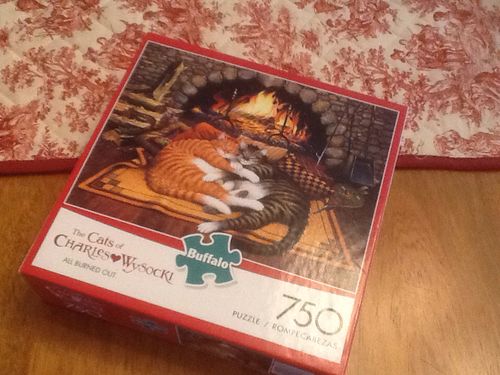 The Cats of
CHARLES WYSOCKI
ALL BURNED OUT
Buffalo
750
PUZZLE / ROMPECABEZAS